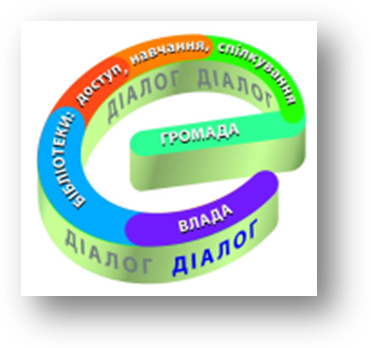 БІБЛІОТЕКИ: доступ, навчання, спілкування
ДІАЛОГ ДІАЛОГ
ГРОМАДА
ВЛАДА
ДІАЛОГ ДІАЛОГ